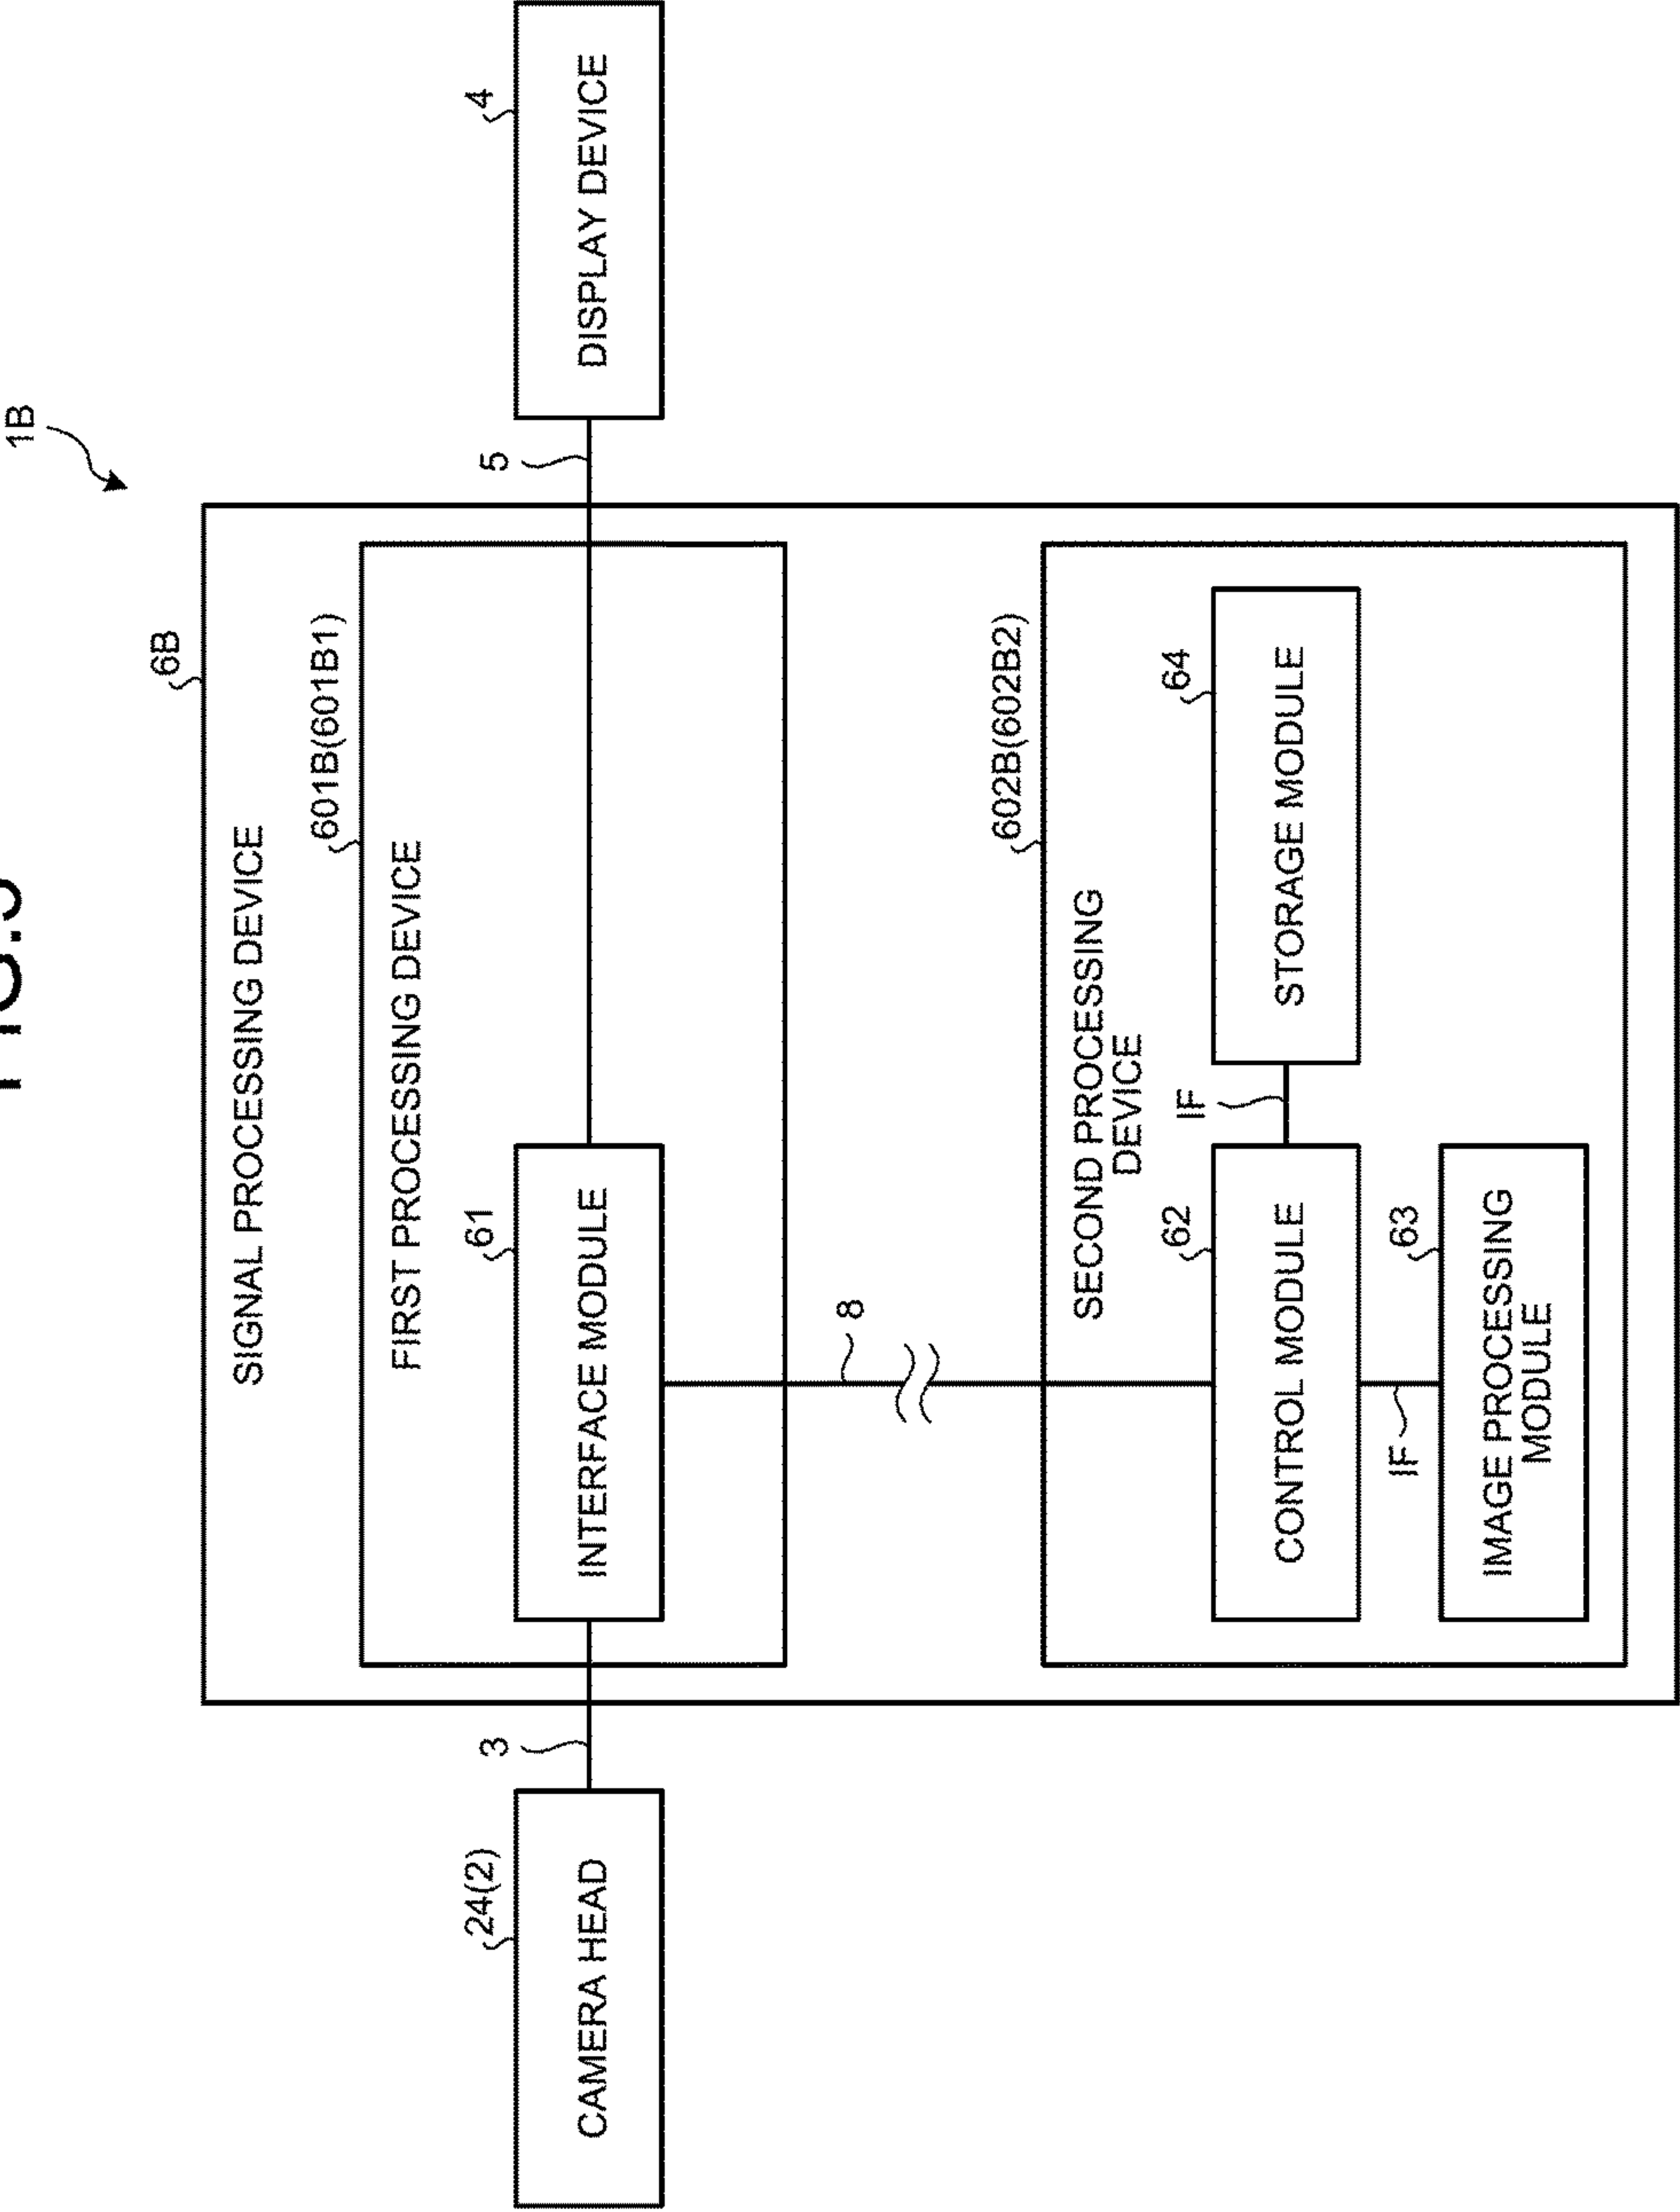 FIG.
1B
6B
SIGNAL PROCESSING DEVICE
601B(601B1)
FIRST PROCESSING DEVICE
24(2)
3
61
5
4
CAMERA HEAD
INTERFACE MODULE
DISPLAY DEVICE
8
602B(602B2)
SECOND PROCESSING
DEVICE
62
IF
64
CONTROL MODULE
STORAGE MODULE
IF
63
IMAGE PROCESSING
MODULE